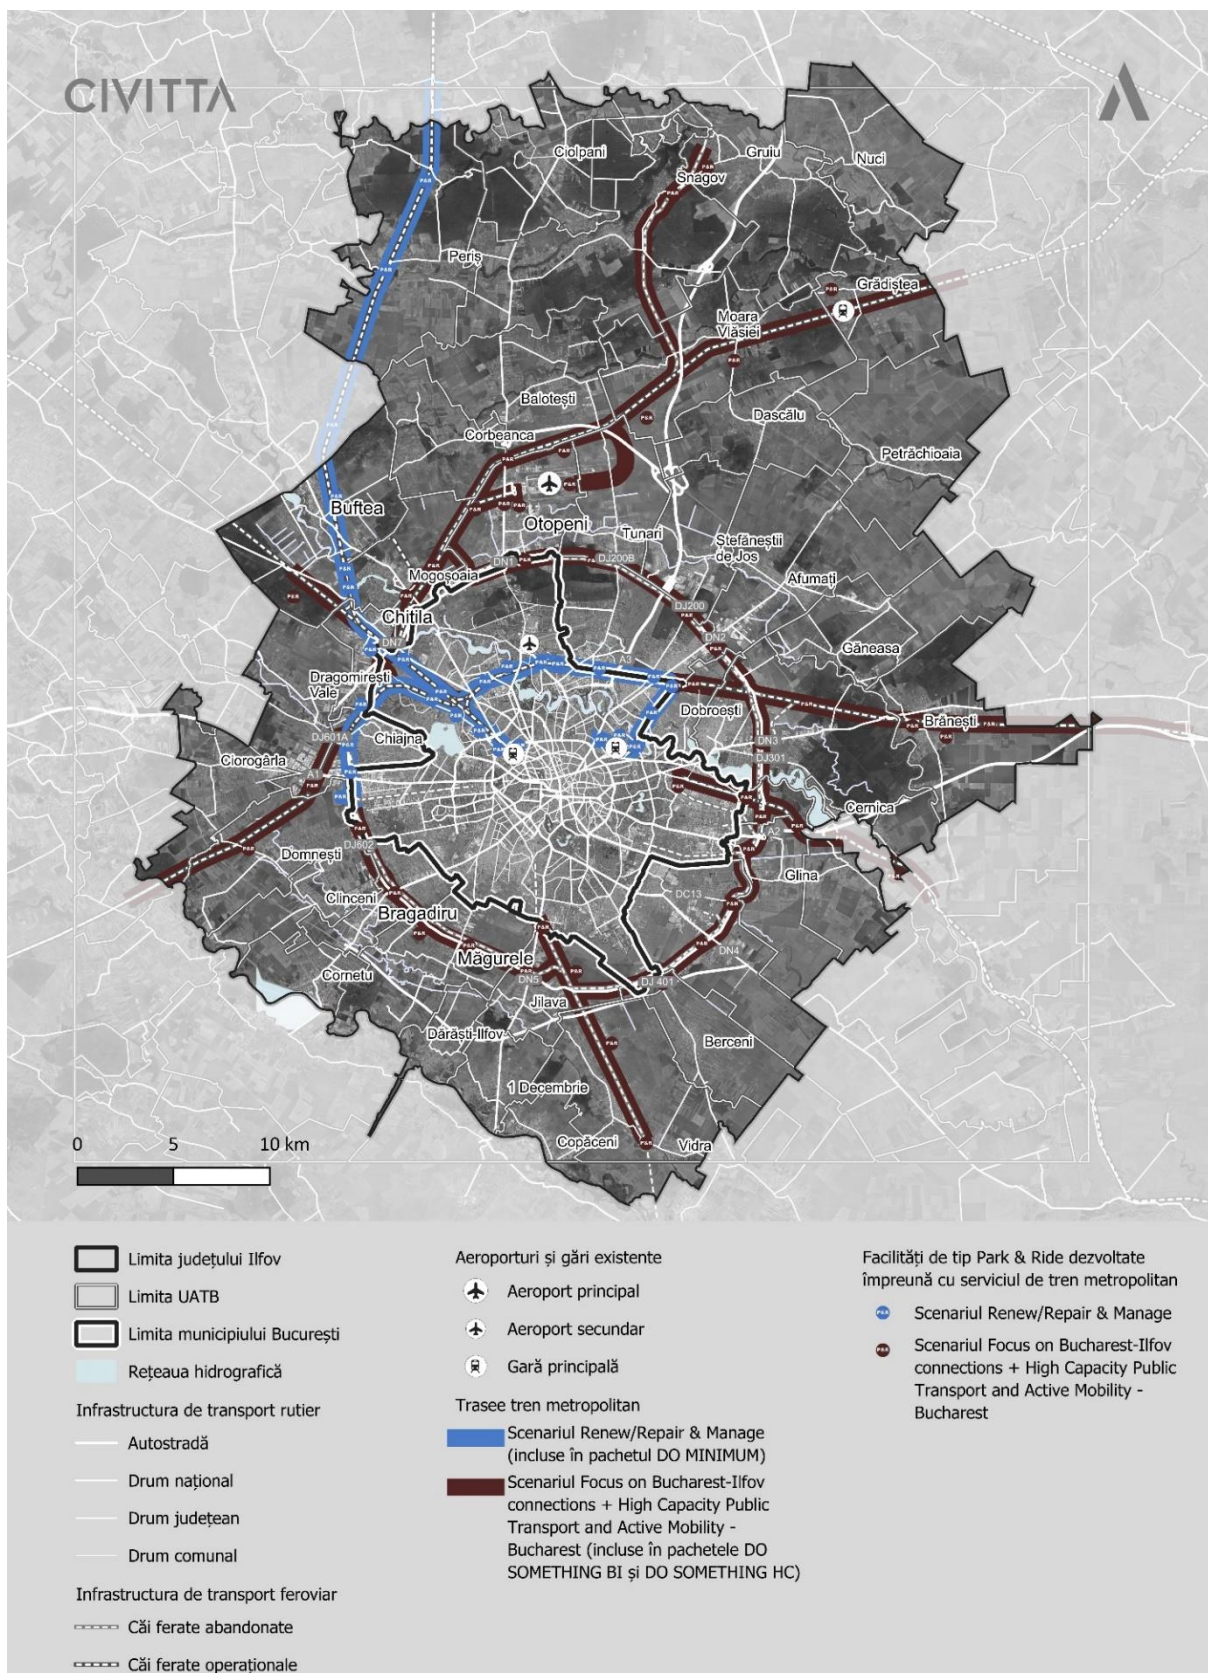 CIVITTA
Ciolpani
Gruiu
Nuci
Snagov
Periș
Grădiștea
Moara
Vlăsiei
Balotești
Dascălu
Corbeanca
Petrăchioaia
Buftea
Otopeni
Tunari
Ștefăneștii
de Jos
DN1
DJ200B
Mogoșoaia
Afumați
DJ200
Chitila
DN2
DN7
Găneasa
A3
Dragomirești
Vale
Dobroești
Brănești
DJ601A
Chiajna
DN3
DJ301
Ciorogârla
A1
Cernica
A2
DJ602
Domnești
Glina
Clinceni
DC13
Bragadiru
DN4
Măgurele
Cornetu
DN5
DJ 401
Jilava
Dărăști-Ilfov
Berceni
1 Decembrie
Copăceni
Vidra
0 5 10 km
Limita județului Ilfov
Limita UATB
Limita municipiului București
Rețeaua hidrografică
Infrastructura de transport rutier
Autostradă
Drum național
Drum județean
Drum comunal
Infrastructura de transport feroviar
Căi ferate abandonate
Căi ferate operaționale
Aeroporturi și gări existente
Aeroport principal
Aeroport secundar
Gară principală
Trasee tren metropolitan
Scenariul Renew/Repair & Manage
(incluse în pachetul DO MINIMUM)
Scenariul Focus on Bucharest-Ilfov
connections + High Capacity Public
Transport and Active Mobility -
Bucharest (incluse în pachetele DO
SOMETHING BI și DO SOMETHING HC)
Facilități de tip Park & Ride dezvoltate
împreună cu serviciul de tren metropolitan
P&R
Scenariul Renew/Repair & Manage
P&R
Scenariul Focus on Bucharest-Ilfov
connections + High Capacity Public
Transport and Active Mobility -
Bucharest